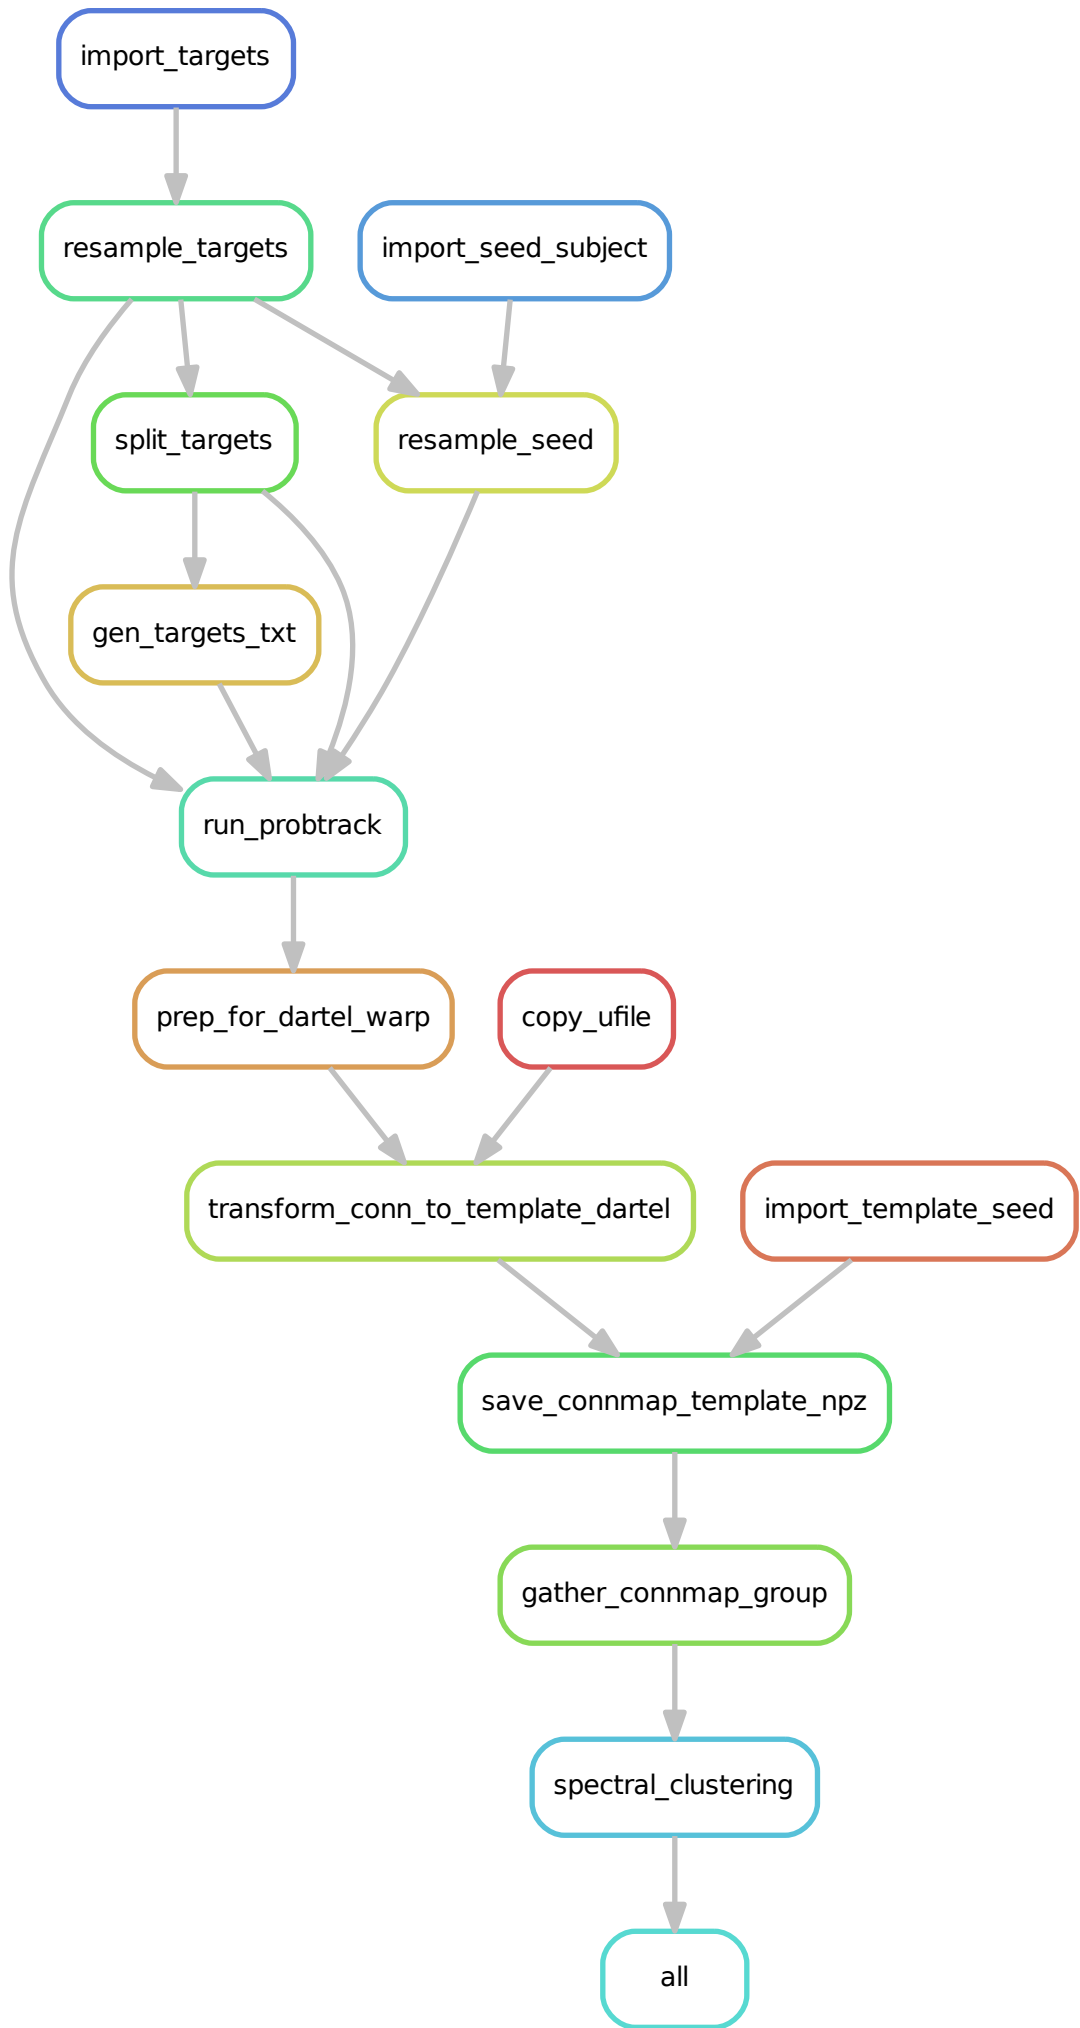 import_targets
resample_targets
import_seed_subject
split_targets
resample_seed
gen_targets_txt
run_probtrack
prep_for_dartel_warp
copy_ufile
transform_conn_to_template_dartel
import_template_seed
save_connmap_template_npz
gather_connmap_group
spectral_clustering
all